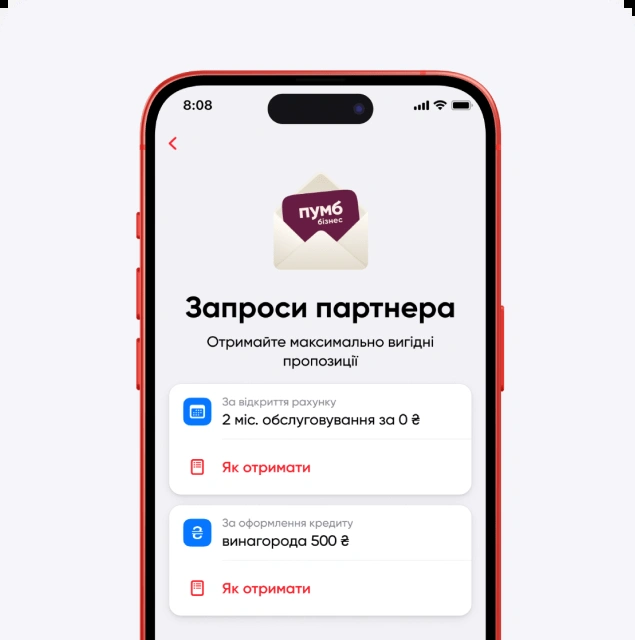 8:08
пумб
бізнес
Запроси партнера
Отримайте максимально вигідні
пропозиції
За відкриття рахунку
2 міс. обслуговування за 0 ₴
Як отримати
За оформлення кредиту
винагорода 500 ₴
Як отримати